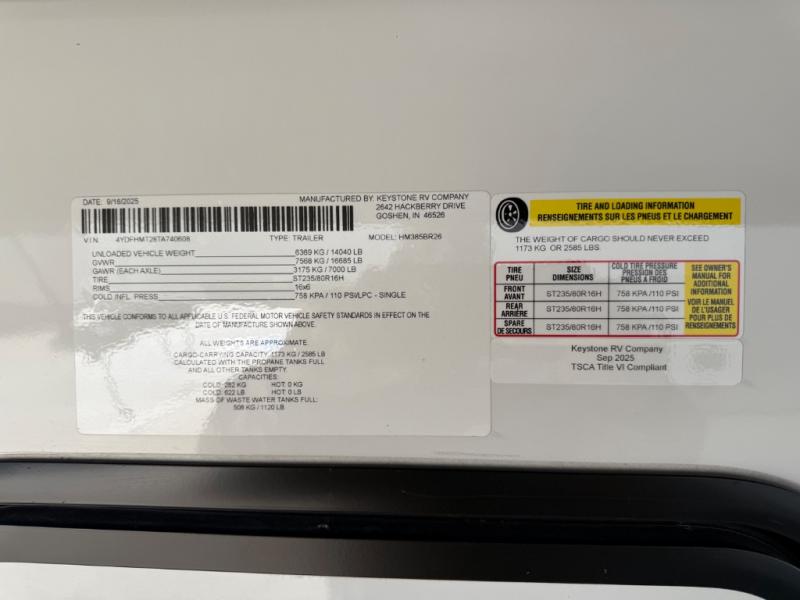 DATE: 9/16/2025
MANUFACTURED BY: KEYSTONE RV COMPANY
2642 HACKBERRY DRIVE
GOSHEN, IN 46526
V.I.N. 4YDFHMT26TA740608 TYPE: TRAILER MODEL: HM385BR26
UNLOADED VEHICLE WEIGHT 6369 KG / 14040 LB
GVWR 7568 KG / 16685 LB
GAWR (EACH AXLE) 3175 KG / 7000 LB
TIRE ST235/80R16H
RIMS 16x6
COLD INFL. PRESS. 758 KPA / 110 PSI/LPC - SINGLE
THIS VEHICLE CONFORMS TO ALL APPLICABLE U.S. FEDERAL MOTOR VEHICLE SAFETY STANDARDS IN EFFECT ON THE
DATE OF MANUFACTURE SHOWN ABOVE.
ALL WEIGHTS ARE APPROXIMATE.
CARGO-CARRYING CAPACITY: 1173 KG / 2585 LB
CALCULATED WITH THE PROPANE TANKS FULL
AND ALL OTHER TANKS EMPTY.
CAPACITIES:
COLD: 282 KG HOT: 0 KG
COLD: 622 LB HOT: 0 LB
MASS OF WASTE WATER TANKS FULL:
508 KG / 1120 LB
TIRE AND LOADING INFORMATION
RENSEIGNEMENTS SUR LES PNEUS ET LE CHARGEMENT
THE WEIGHT OF CARGO SHOULD NEVER EXCEED
1173 KG OR 2585 LBS
TIRE
PNEU
SIZE
DIMENSIONS
COLD TIRE PRESSURE
PRESSION DES
PNEUS A FROID
FRONT
AVANT
ST235/80R16H
758 KPA /110 PSI
REAR
ARRIÈRE
ST235/80R16H
758 KPA /110 PSI
SPARE
DE SECOURS
ST235/80R16H
758 KPA /110 PSI
SEE OWNER'S
MANUAL FOR
ADDITIONAL
INFORMATION
VOIR LE MANUEL
DE L'USAGER
POUR PLUS DE
RENSEIGNEMENTS
Keystone RV Company
Sep 2025
TSCA Title VI Compliant